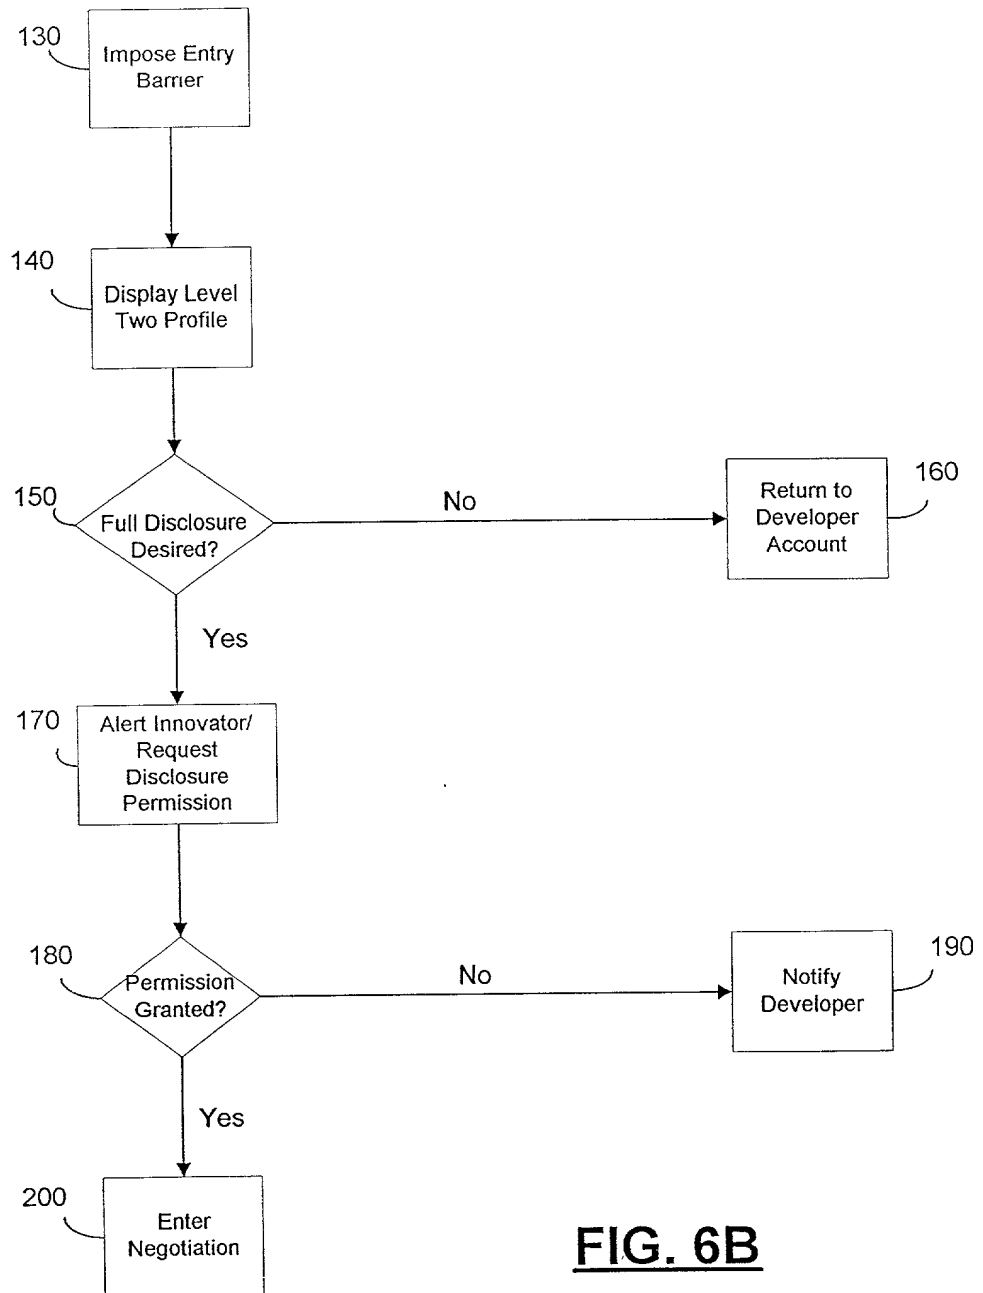 130
Impose Entry
Barrier
140
Display Level
Two Profile
150
Full Disclosure
Desired?
No
160
Return to
Developer
Account
Yes
170
Alert Innovator/
Request
Disclosure
Permission
180
Permission
Granted?
No
190
Notify
Developer
Yes
200
Enter
Negotiation
FIG. 6B